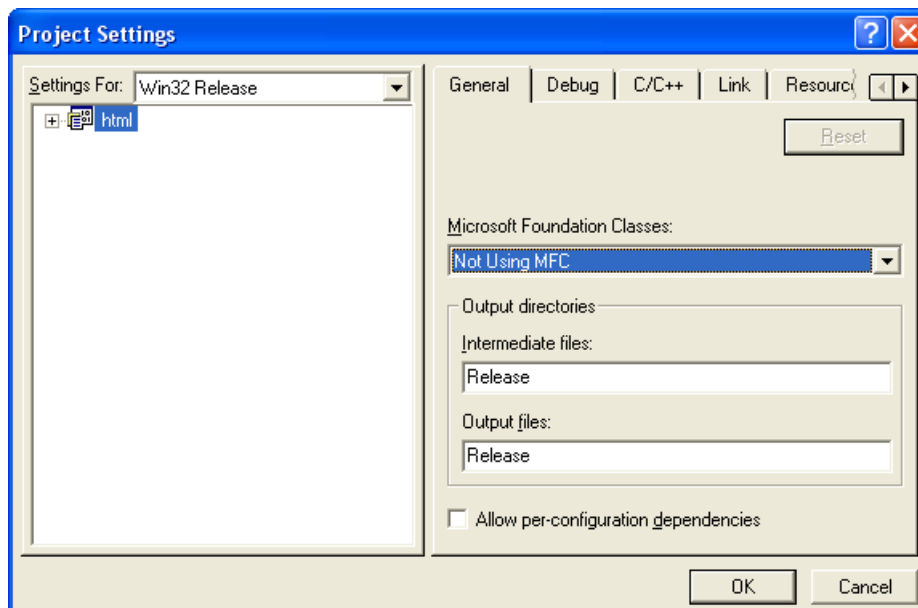 Project Settings
Settings For: Win32 Release
html
General Debug C/C++ Link Resourc
Reset
Microsoft Foundation Classes:
Not Using MFC
Output directories
Intermediate files:
Release
Output files:
Release
Allow per-configuration dependencies
OK Cancel